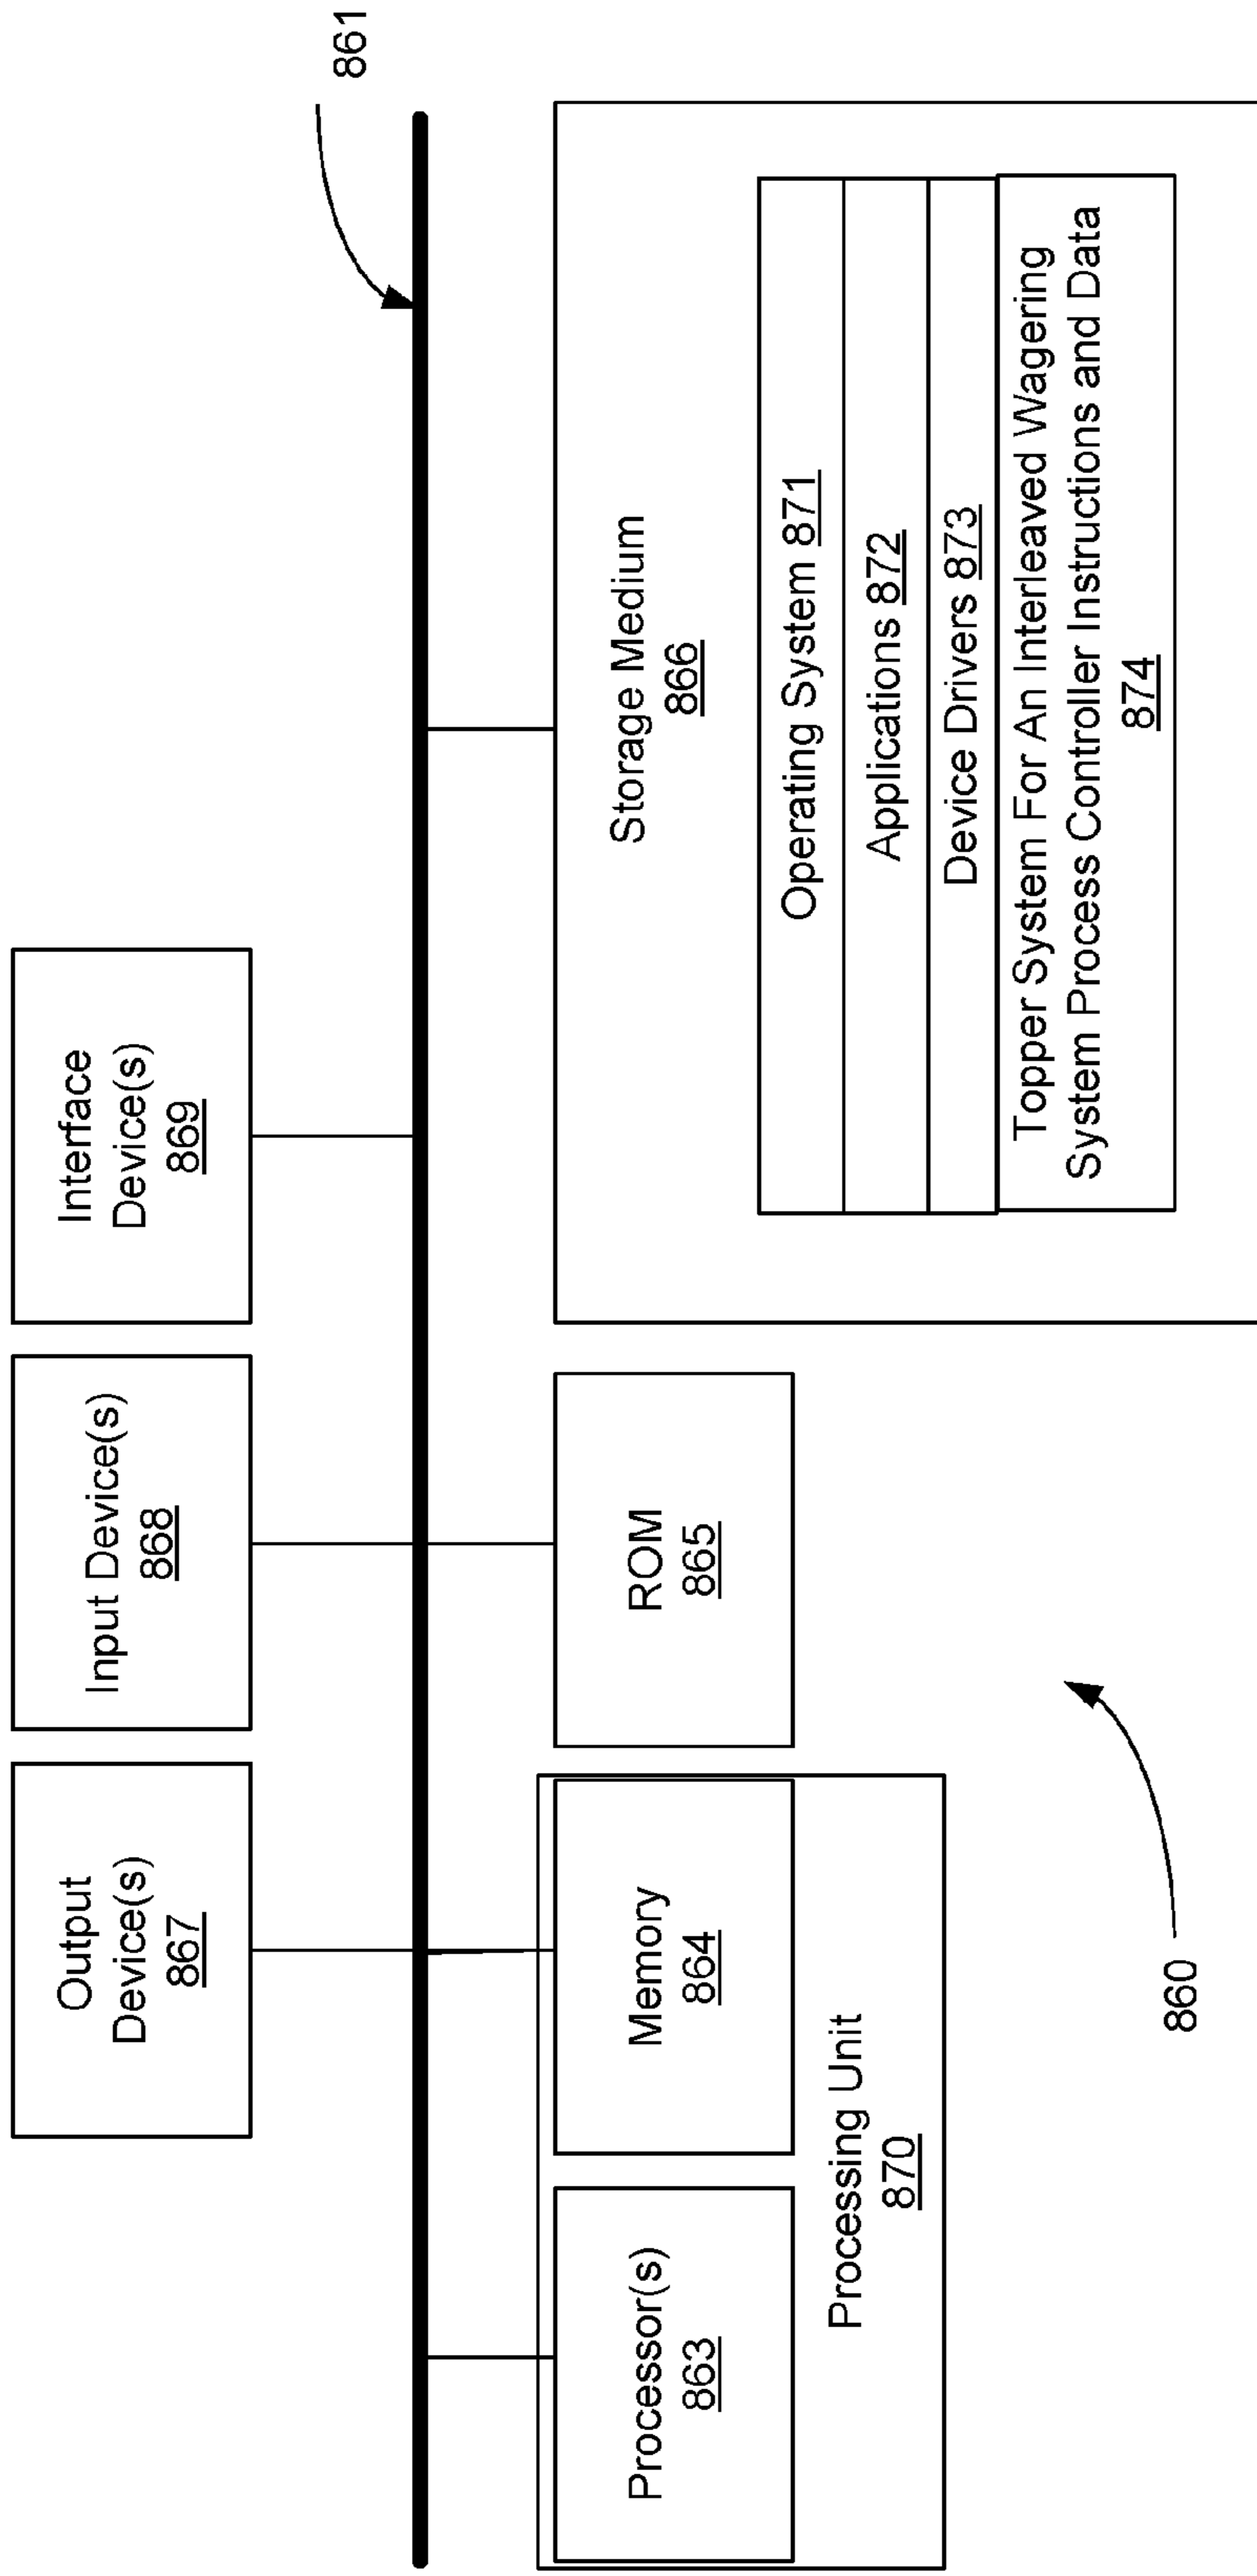 861
Output
Device(s)
867
Input Device(s)
868
Interface
Device(s)
869
Processor(s)
863
Memory
864
Processing Unit
870
ROM
865
Storage Medium
866
Operating System 871
Applications 872
Device Drivers 873
Topper System For An Interleaved Wagering
System Process Controller Instructions and Data
874
860